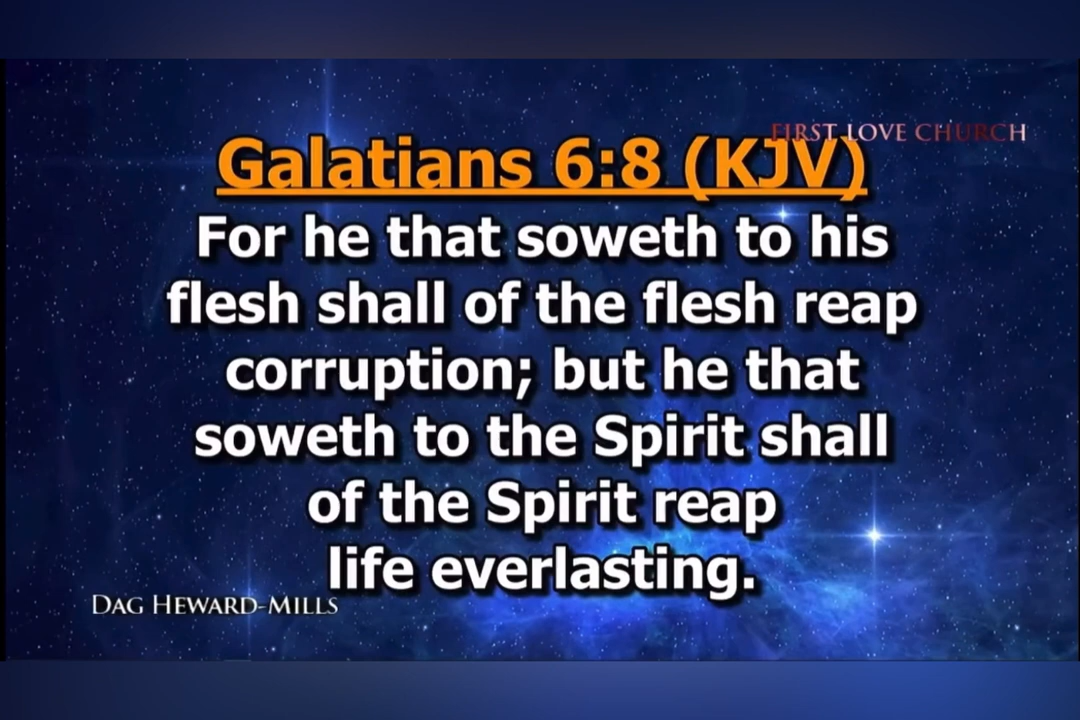 FIRST LOVE CHURCH
Galatians 6:8 (KJV)
For he that soweth to his
flesh shall of the flesh reap
corruption; but he that
soweth to the Spirit shall
of the Spirit reap
life everlasting.
DAG HEWARD-MILLS